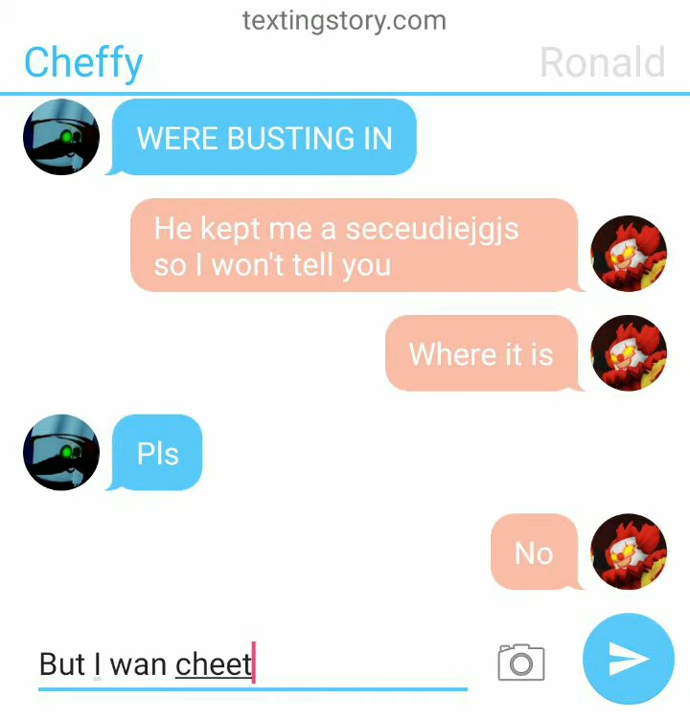 textingstory.com
Cheffy
Ronald
WERE BUSTING IN
He kept me a seceudiejgjs
so I won't tell you
Where it is
Pls
No
But I wan cheet